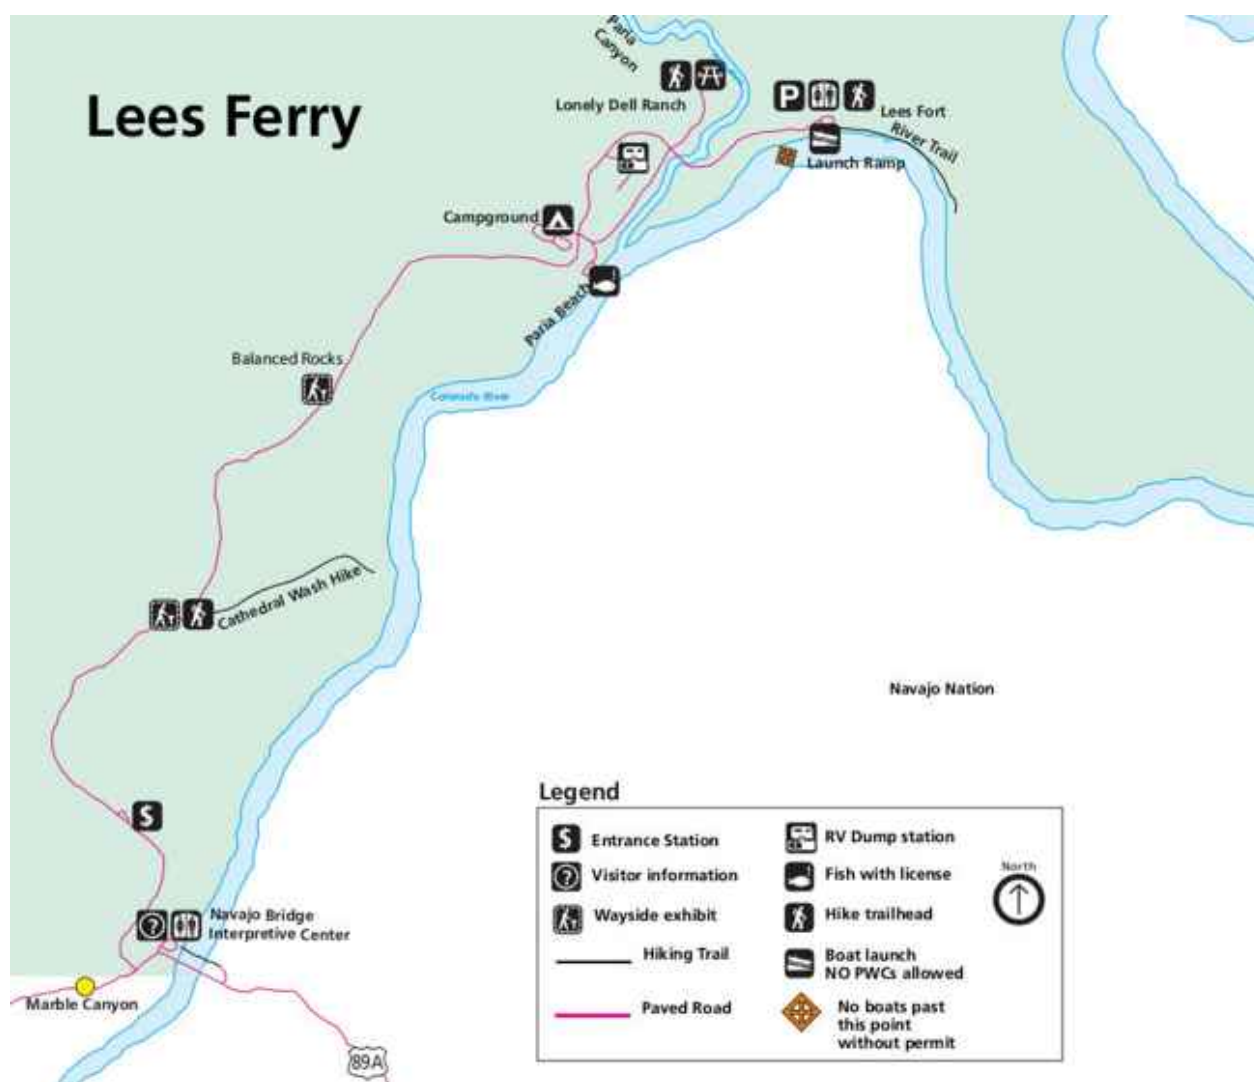 Lees Ferry
Paria
Canyon
Lonely Dell Ranch
P
Lees Fort
River Trail
Launch Ramp
Campground
Paria Beach
Balanced Rocks
Colorado River
Cathedral Wash Hike
Navajo Nation
$
?
Navajo Bridge
Interpretive Center
Marble Canyon
89A
Legend
$ Entrance Station
? Visitor information
Wayside exhibit
Hiking Trail
Paved Road
RV Dump station
Fish with license
Hike trailhead
Boat launch
NO PWCs allowed
No boats past
this point
without permit
North